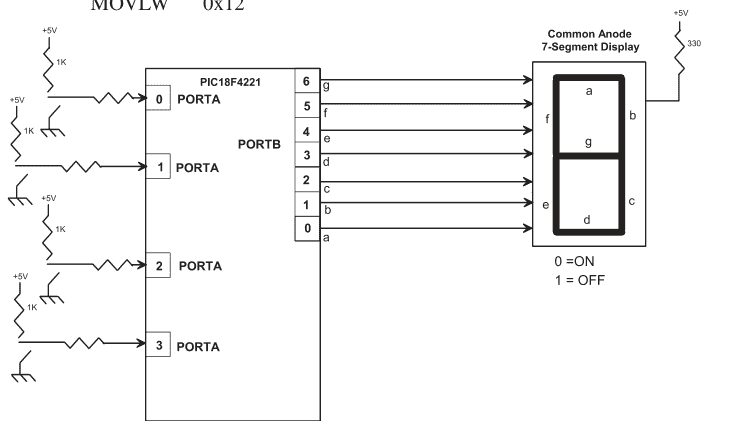 MOVLW 0x12
+5V
1K
0 PORTA
+5V
1K
1 PORTA
+5V
1K
2 PORTA
+5V
1K
3 PORTA
PIC18F4221
PORTB
6 g
5 f
4 e
3 d
2 c
1 b
0 a
Common Anode
7-Segment Display
+5V
330
a
f
b
g
e
c
d
0 =ON
1 = OFF